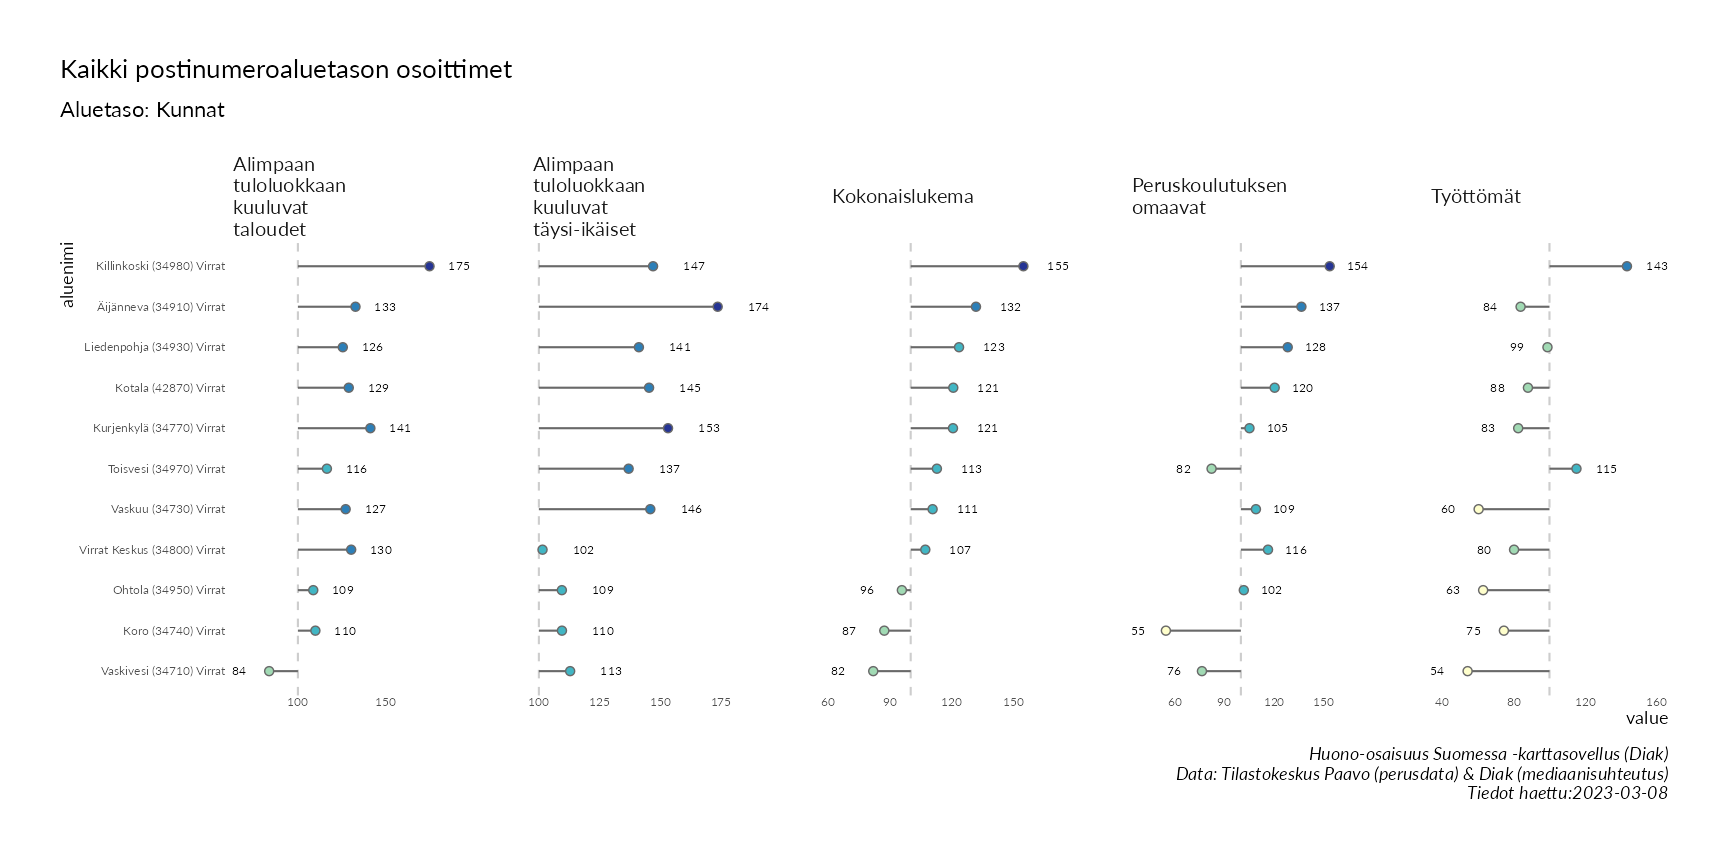 Kaikki postinumeroaluetason osoittimet
Aluetaso: Kunnat
Alimpaan
tuloluokkaan
kuuluvat
taloudet
Alimpaan
tuloluokkaan
kuuluvat
täysi-ikäiset
Kokonaislukema
Peruskoulutuksen
omaavat
Työttömät
aluenimi
Killinkoski (34980) Virrat 175 147 155 154 143
Äijänneva (34910) Virrat 133 174 132 137 84
Liedenpohja (34930) Virrat 126 141 123 128 99
Kotala (42870) Virrat 129 145 121 120 88
Kurjenkylä (34770) Virrat 141 153 121 105 83
Toisvesi (34970) Virrat 116 137 113 82 115
Vaskuu (34730) Virrat 127 146 111 109 60
Virrat Keskus (34800) Virrat 130 102 107 116 80
Ohtola (34950) Virrat 109 109 96 102 63
Koro (34740) Virrat 110 110 87 55 75
Vaskivesi (34710) Virrat 84 113 82 76 54
100 150 100 125 150 175 60 90 120 150 60 90 120 150 40 80 120 160
value
Huono-osaisuus Suomessa -karttasovellus (Diak)
Data: Tilastokeskus Paavo (perusdata) & Diak (mediaanisuhteutus)
Tiedot haettu:2023-03-08